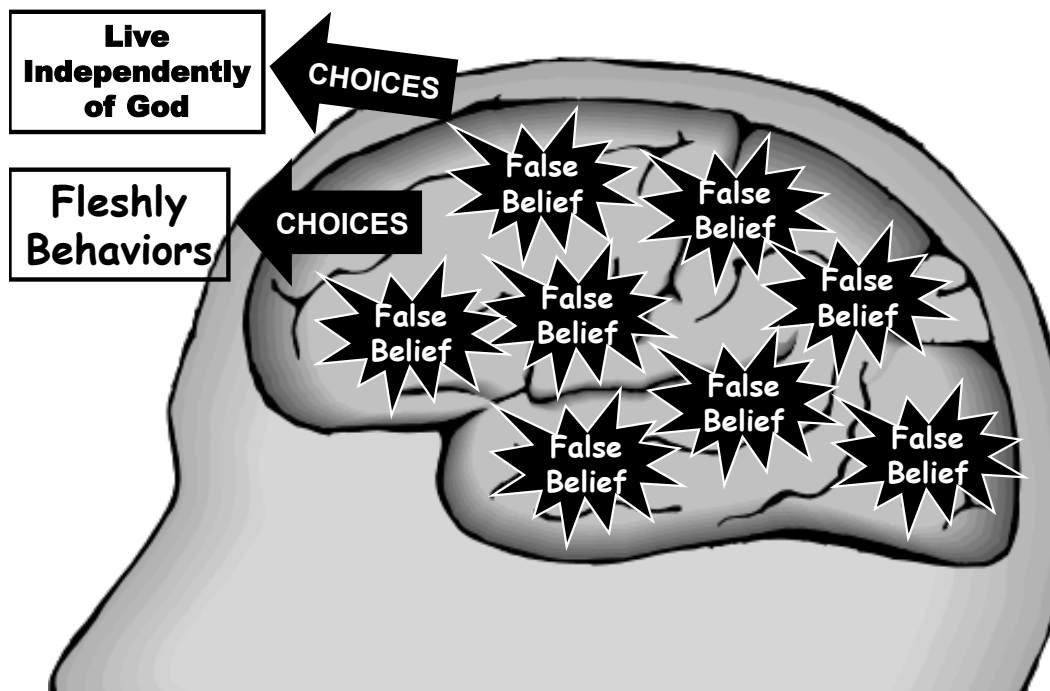 Live
Independently
of God
CHOICES
Fleshly
Behaviors
CHOICES
False
Belief
False
Belief
False
Belief
False
Belief
False
Belief
False
Belief
False
Belief
False
Belief